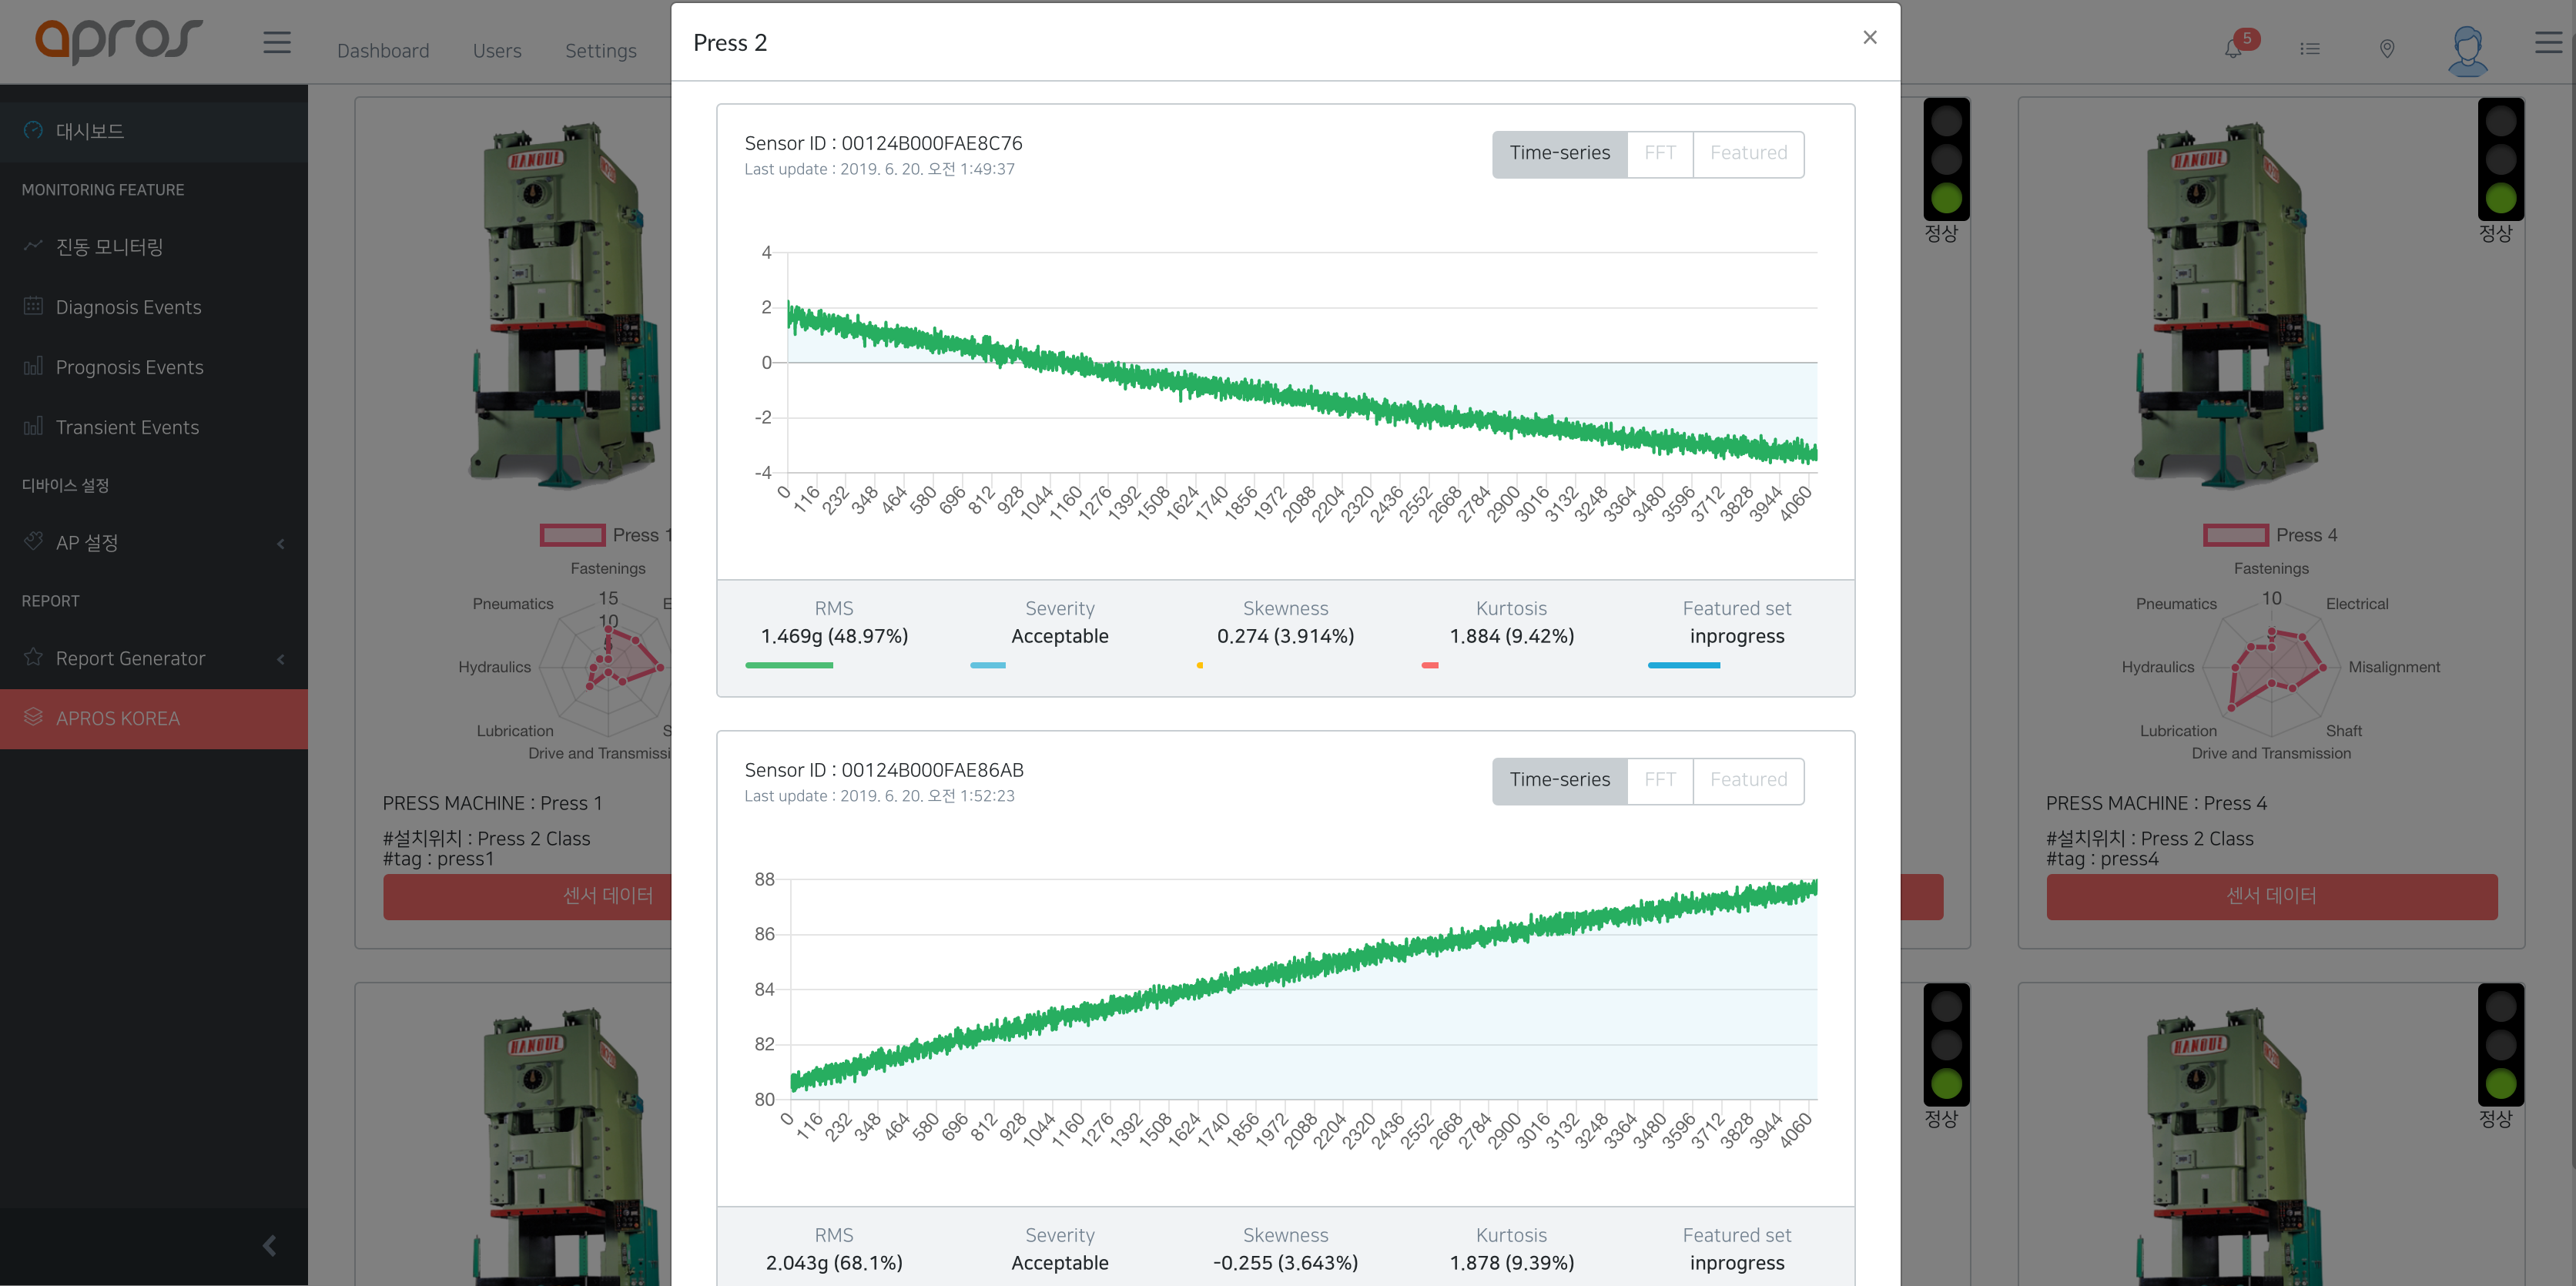 apros
Dashboard
Users
Settings
5
대시보드
MONITORING FEATURE
진동 모니터링
Diagnosis Events
Prognosis Events
Transient Events
디바이스 설정
AP 설정
REPORT
Report Generator
APROS KOREA
HANGUL
Press 1
Fastenings
Pneumatics
15
10
Hydraulics
Lubrication
Drive and Transmissi
PRESS MACHINE : Press 1
#설치위치 : Press 2 Class
#tag : press1
센서 데이터
HANGUL
Press 2
×
Sensor ID : 00124B000FAE8C76
Last update : 2019. 6. 20. 오전 1:49:37
Time-series
FFT
Featured
4
2
0
-2
-4
0 116 232 348 464 580 696 812 928 1044 1160 1276 1392 1508 1624 1740 1856 1972 2088 2204 2320 2436 2552 2668 2784 2900 3016 3132 3248 3364 3480 3596 3712 3828 3944 4060
RMS
1.469g (48.97%)
Severity
Acceptable
Skewness
0.274 (3.914%)
Kurtosis
1.884 (9.42%)
Featured set
inprogress
Sensor ID : 00124B000FAE86AB
Last update : 2019. 6. 20. 오전 1:52:23
Time-series
FFT
Featured
88
86
84
82
80
0 116 232 348 464 580 696 812 928 1044 1160 1276 1392 1508 1624 1740 1856 1972 2088 2204 2320 2436 2552 2668 2784 2900 3016 3132 3248 3364 3480 3596 3712 3828 3944 4060
RMS
2.043g (68.1%)
Severity
Acceptable
Skewness
-0.255 (3.643%)
Kurtosis
1.878 (9.39%)
Featured set
inprogress
정상
정상
HANGUL
정상
HANGUL
Press 4
Fastenings
Pneumatics
10
Electrical
Hydraulics
Misalignment
Lubrication
Shaft
Drive and Transmission
PRESS MACHINE : Press 4
#설치위치 : Press 2 Class
#tag : press4
센서 데이터
정상